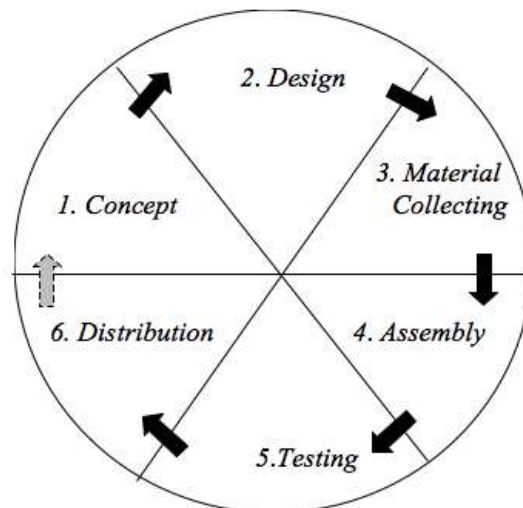 1. Concept
2. Design
3. Material
Collecting
4. Assembly
5.Testing
6. Distribution